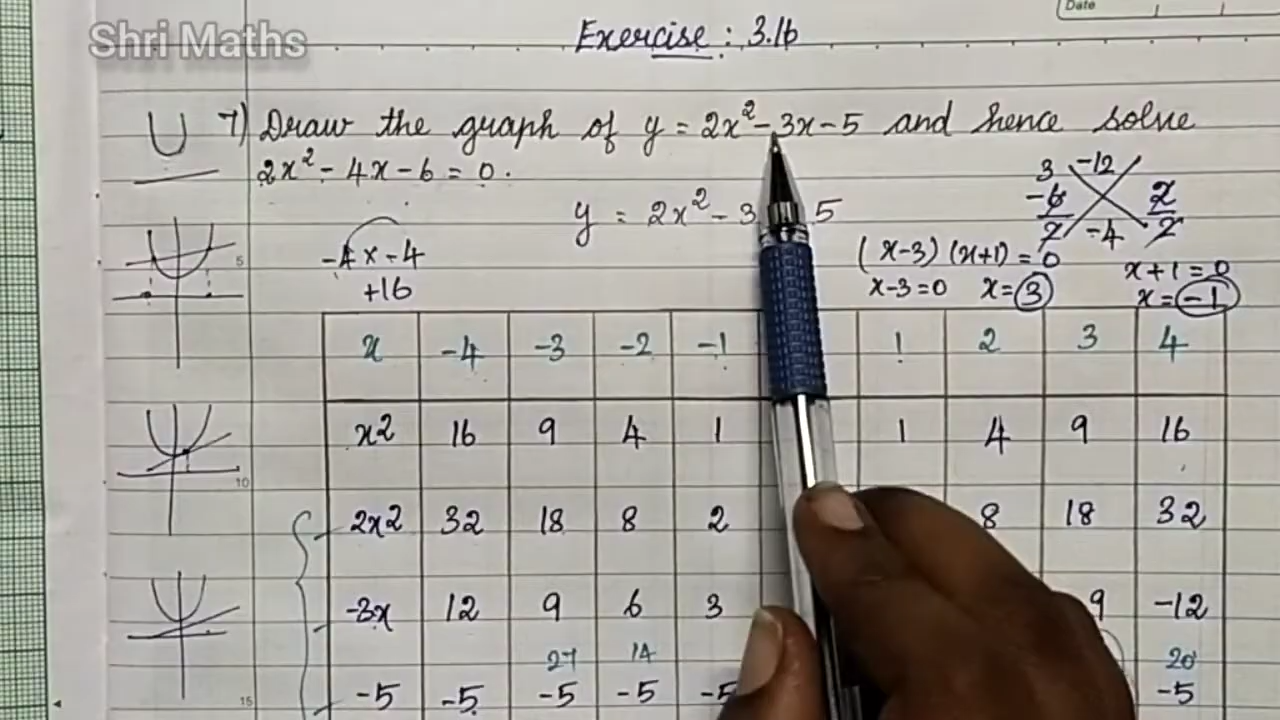 Shri Maths
Date
Exercise : 3.16
7) Draw the graph of y = 2x² - 3x - 5 and hence solve
2x² - 4x - 6 = 0.
3 -12
-6 2
2 -4 2
y = 2x² - 3 5
-4 x -4
+16
(x-3) (x+1) = 0
x-3=0 x=3
x+1=0
x=-1
5
x -4 -3 -2 -1 1 2 3 4
x2 16 9 4 1 1 4 9 16
10
2x2 32 18 8 2 8 18 32
-3x 12 9 6 3 9 -12
27 14 20
-5 -5 -5 -5 -5 -5
15